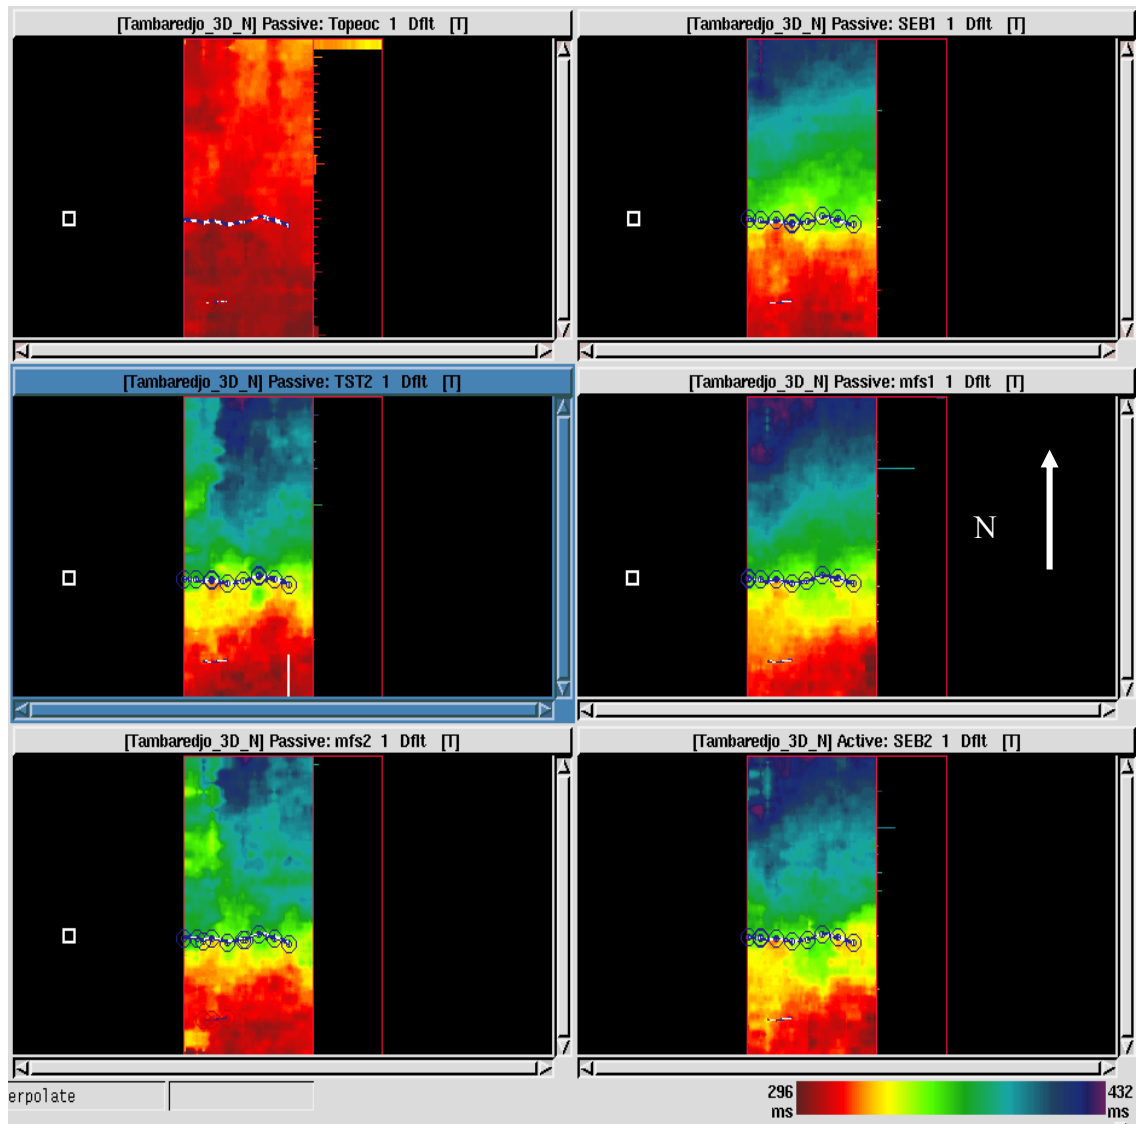 [Tambaredjo_3D_N] Passive: Topeoc 1 Dflt [T]
[Tambaredjo_3D_N] Passive: SEB1 1 Dflt [T]
[Tambaredjo_3D_N] Passive: TST2 1 Dflt [T]
[Tambaredjo_3D_N] Passive: mfs1 1 Dflt [T]
N
[Tambaredjo_3D_N] Passive: mfs2 1 Dflt [T]
[Tambaredjo_3D_N] Active: SEB2 1 Dflt [T]
erpolate
296 ms
432 ms